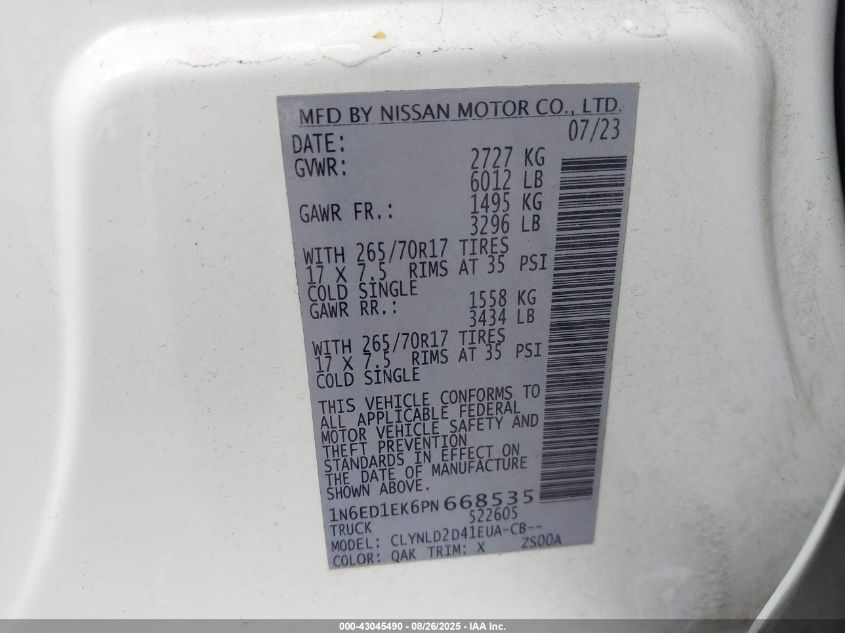 MFD BY NISSAN MOTOR CO., LTD.
DATE: 07/23
GVWR: 2727 KG
6012 LB
GAWR FR.: 1495 KG
3296 LB
WITH 265/70R17 TIRES
17 X 7.5 RIMS AT 35 PSI
COLD SINGLE
GAWR RR.: 1558 KG
3434 LB
WITH 265/70R17 TIRES
17 X 7.5 RIMS AT 35 PSI
COLD SINGLE
THIS VEHICLE CONFORMS TO
ALL APPLICABLE FEDERAL
MOTOR VEHICLE SAFETY AND
THEFT PREVENTION
STANDARDS IN EFFECT ON
THE DATE OF MANUFACTURE
SHOWN ABOVE.
1N6ED1EK6PN668535
TRUCK 522605
MODEL: CLYNLD2D41EUA-CB--
COLOR: QAK TRIM: X ZS00A
000-43045490 - 08/26/2025 - IAA Inc.